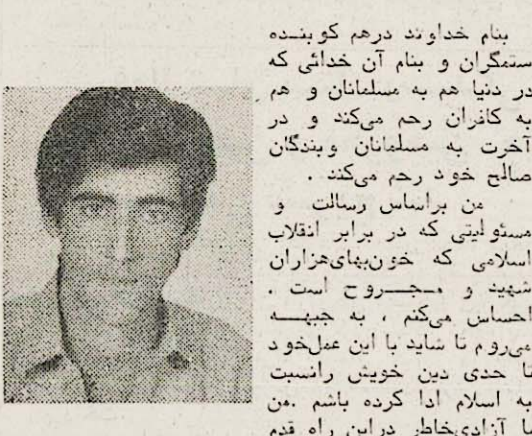 بنام خداوند درهم کوبنده
ستمگران و بنام آن خدائی که
در دنیا هم به مسلمانان و هم
به کافران رحم می‌کند و در
آخرت به مسلمانان وبندگان
صالح خود رحم می‌کند .
من براساس رسالت و
مسئولیتی که در برابر انقلاب
اسلامی که خون‌بهای‌هزاران
شهید و مـجـــروح است .
احساس می‌کنم ، به جبهـــه
می‌روم تا شاید با این عمل‌خود
تا حدی دین خویش رانسبت
به اسلام ادا کرده باشم .من
با آزادی‌خاطر دراین راه قدم